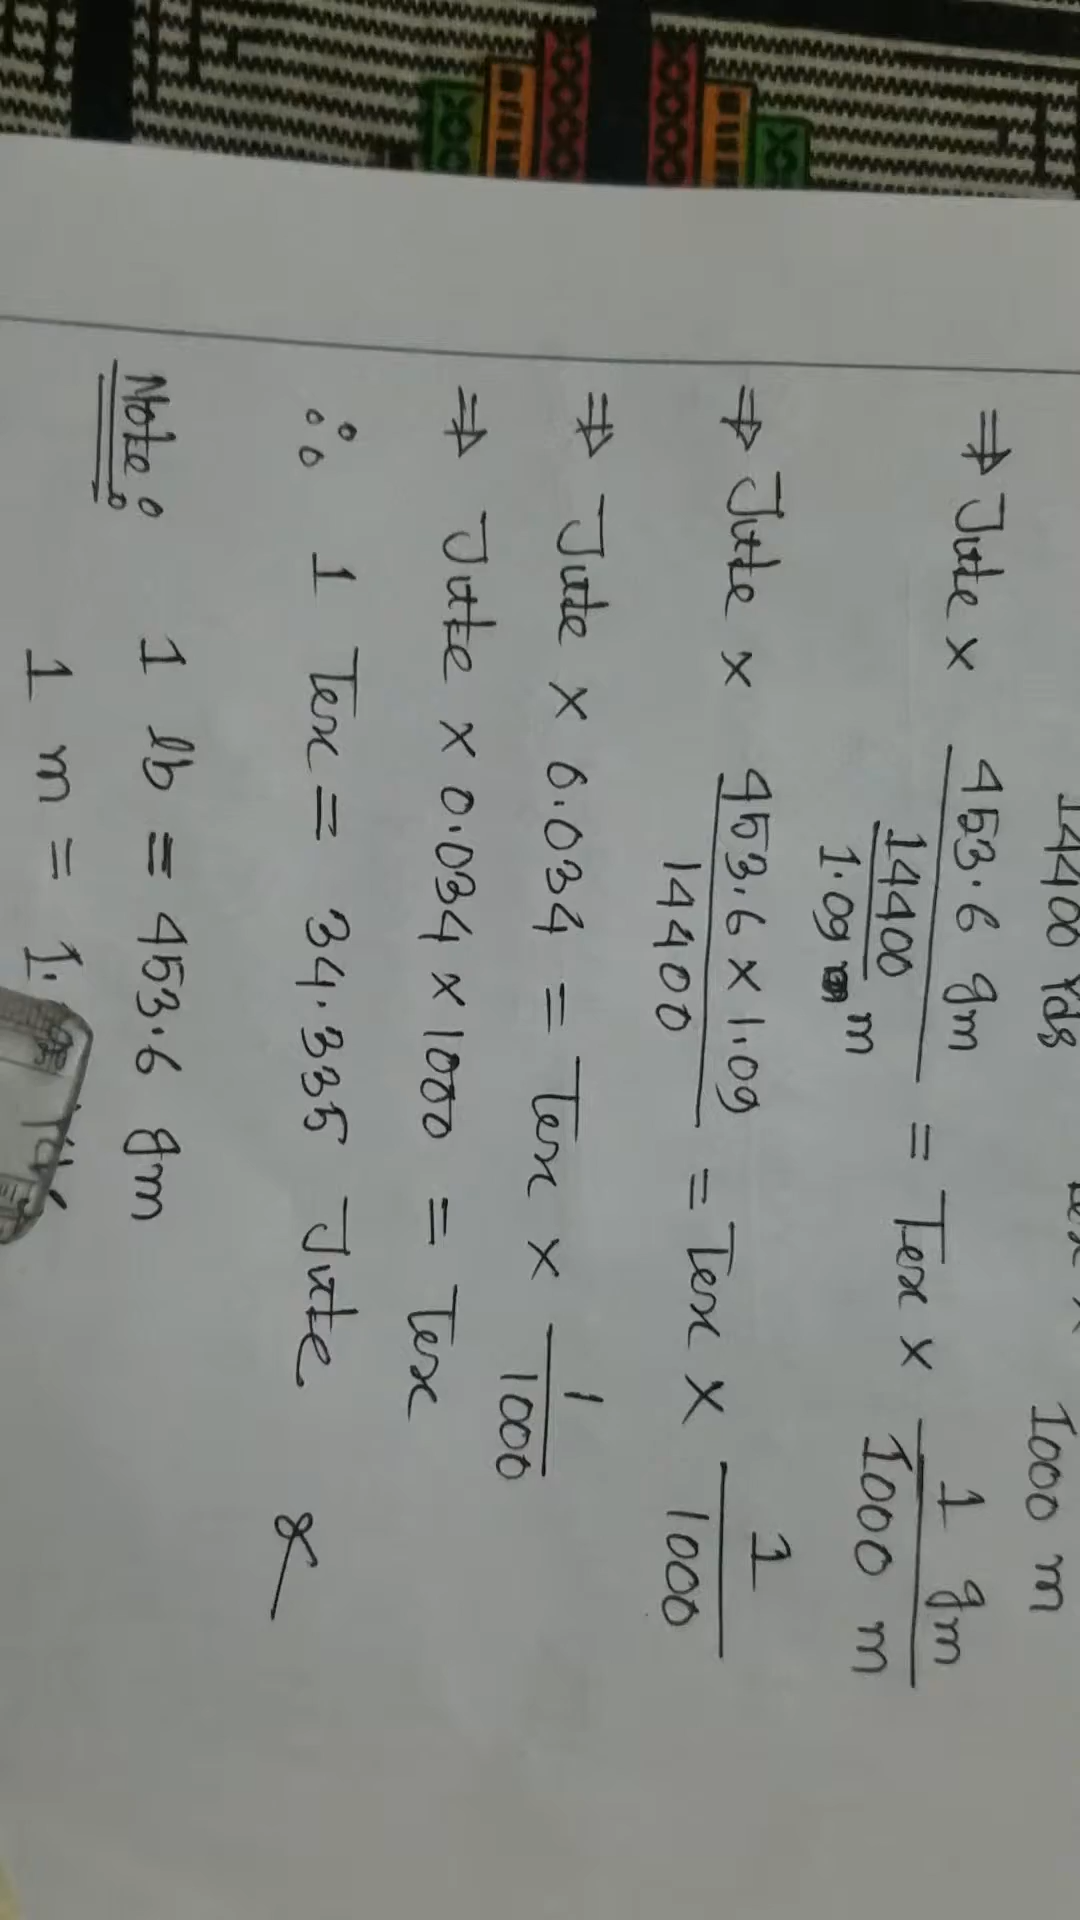 14400 Yds 1000 m
⇒ Jute × 453.6 gm / (14400 / 1.09 m) = Tex × 1 gm / 1000 m
⇒ Jute × 453.6 × 1.09 / 14400 = Tex × 1 / 1000
⇒ Jute × 0.034 = Tex × 1 / 1000
⇒ Jute × 0.034 × 1000 = Tex
∴ 1 Tex = 34.335 Jute
Note: 1 lb = 453.6 gm
1 m = 1.